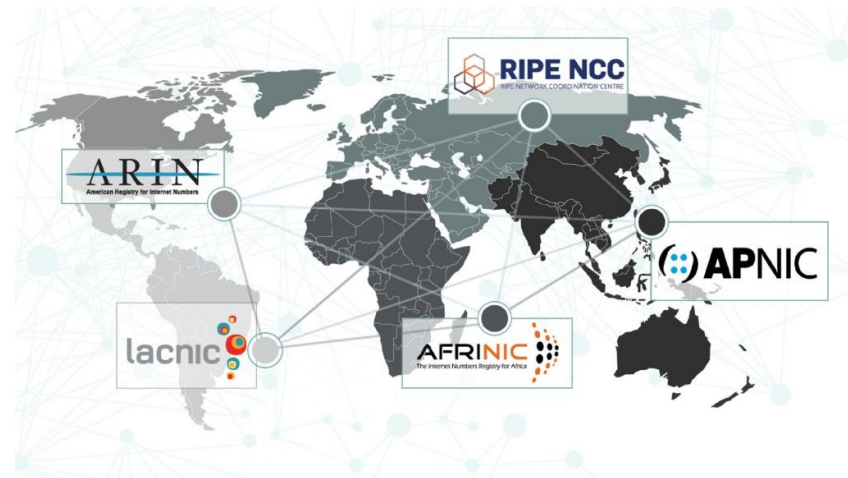 RIPE NCC
RIPE NETWORK COORDINATION CENTRE
ARIN
American Registry for Internet Numbers
APNIC
lacnic
AFRINIC
The Internet Numbers Registry for Africa